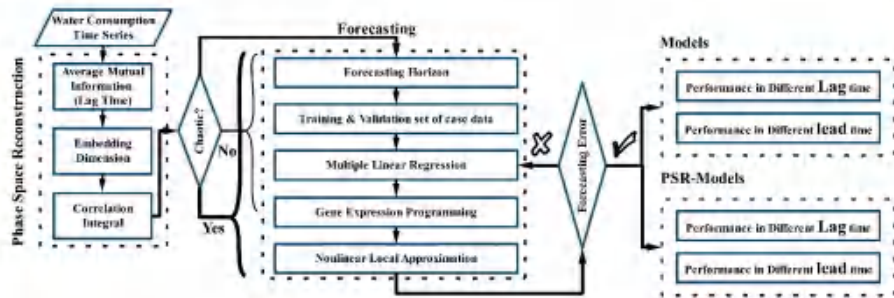 Water Consumption
Time Series
Phase Space Reconstruction
Average Mutual
Information
(Lag Time)
Embedding
Dimension
Correlation
Integral
Chaotic?
No
Yes
Forecasting
Forecasting Horizon
Training & Validation set of case data
Multiple Linear Regression
Gene Expression Programming
Nonlinear Local Approximation
Forecasting Error
Models
Performance in Different Lag time
Performance in Different lead time
PSR-Models
Performance in Different Lag time
Performance in Different lead time